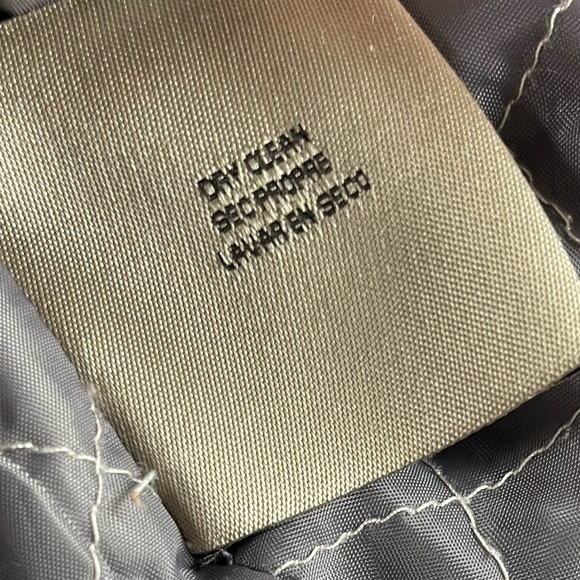 DRY CLEAN
SEC PROPRE
LAVAR EN SECO